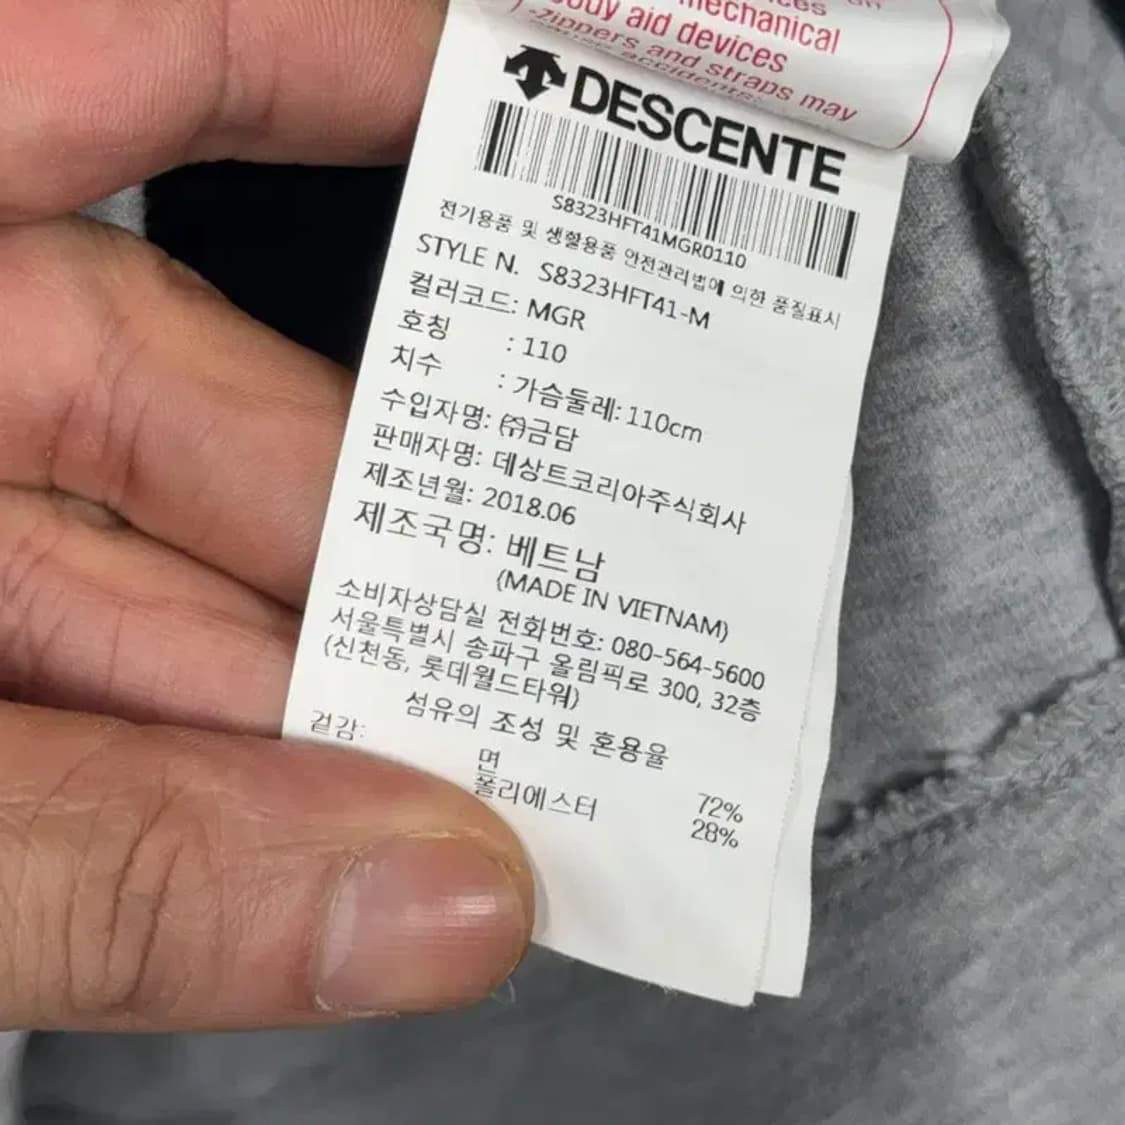 mechanical
body aid devices
-Zippers and straps may
accidents.
DESCENTE
S8323HFT41MGR0110
전기용품 및 생활용품 안전관리법에 의한 품질표시
STYLE N. S8323HFT41-M
컬러코드: MGR
호칭 : 110
치수 : 가슴둘레: 110cm
수입자명: ㈜금담
판매자명: 데상트코리아주식회사
제조년월: 2018.06
제조국명: 베트남
(MADE IN VIETNAM)
소비자상담실 전화번호: 080-564-5600
서울특별시 송파구 올림픽로 300, 32층
(신천동, 롯데월드타워)
섬유의 조성 및 혼용율
겉감:
면 72%
폴리에스터 28%